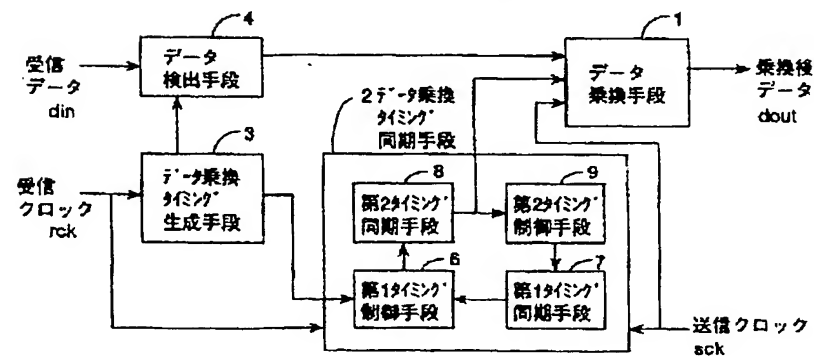 4
データ
検出手段
受信
データ
din
1
データ
乗換手段
乗換後
データ
dout
2データ乗換
タイミング
同期手段
3
データ乗換
タイミング
生成手段
受信
クロック
rck
8
第2タイミング
同期手段
9
第2タイミング
制御手段
6
第1タイミング
制御手段
7
第1タイミング
同期手段
送信クロック
sck